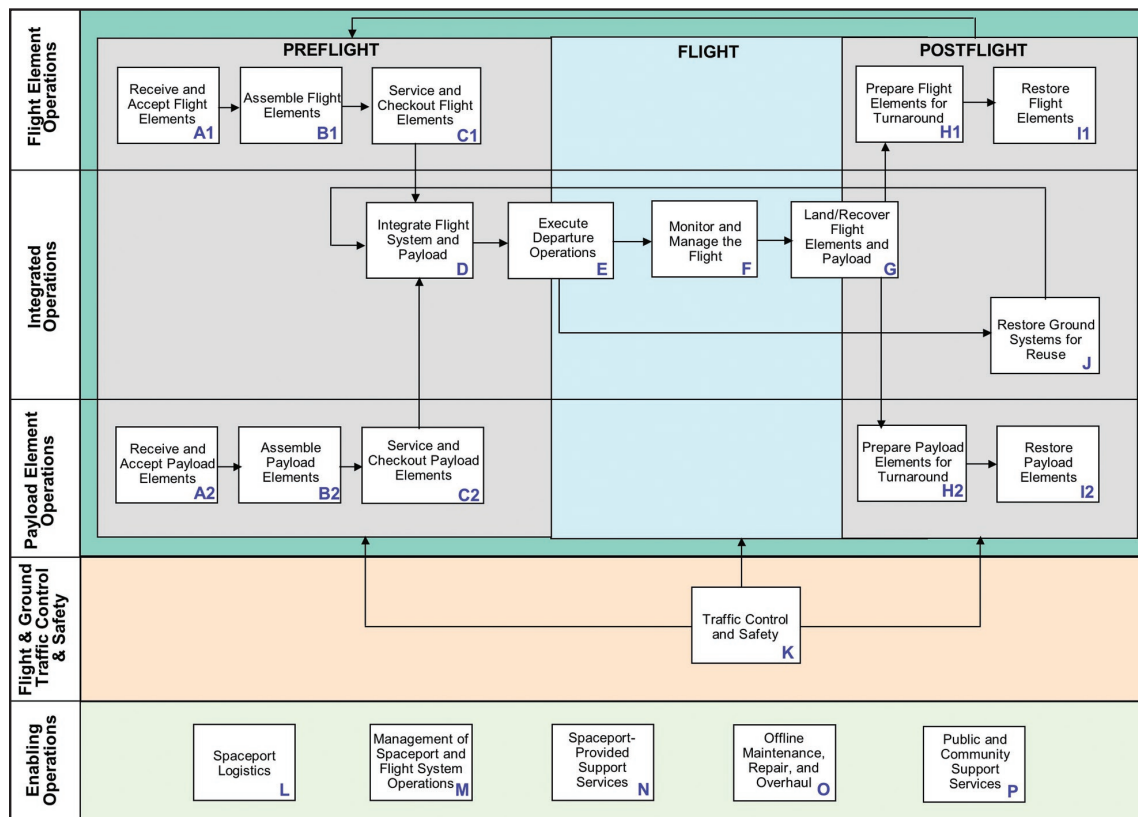 Flight Element
Operations
PREFLIGHT
FLIGHT
POSTFLIGHT
Receive and
Accept Flight
Elements
A1
Assemble Flight
Elements
B1
Service and
Checkout Flight
Elements
C1
Prepare Flight
Elements for
Turnaround
H1
Restore
Flight
Elements
I1
Integrated
Operations
Integrate Flight
System and
Payload
D
Execute
Departure
Operations
E
Monitor and
Manage the
Flight
F
Land/Recover
Flight
Elements and
Payload
G
Restore Ground
Systems for
Reuse
J
Payload Element
Operations
Receive and
Accept Payload
Elements
A2
Assemble
Payload
Elements
B2
Service and
Checkout Payload
Elements
C2
Prepare Payload
Elements for
Turnaround
H2
Restore
Payload
Elements
I2
Flight & Ground
Traffic Control
& Safety
Traffic Control
and Safety
K
Enabling
Operations
Spaceport
Logistics
L
Management of
Spaceport and
Flight System
Operations
M
Spaceport-
Provided Support
Services
N
Offline
Maintenance,
Repair, and
Overhaul
O
Public and
Community
Support
Services
P